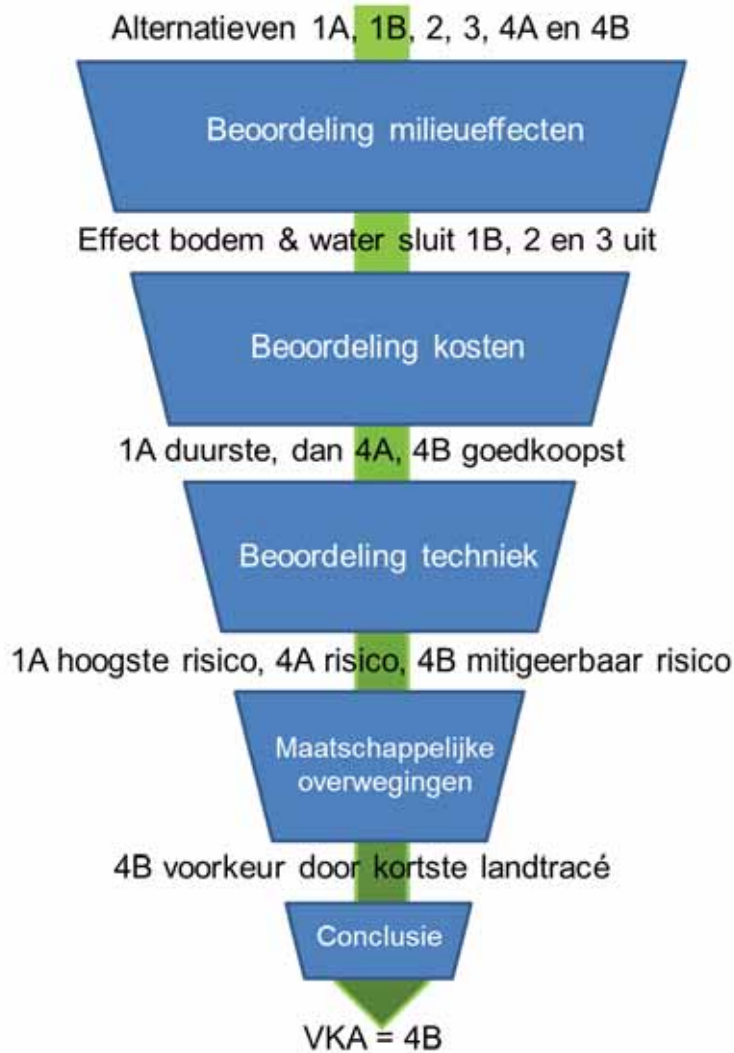 Alternatieven 1A, 1B, 2, 3, 4A en 4B
Beoordeling milieueffecten
Effect bodem & water sluit 1B, 2 en 3 uit
Beoordeling kosten
1A duurste, dan 4A, 4B goedkoopst
Beoordeling techniek
1A hoogste risico, 4A risico, 4B mitigeerbaar risico
Maatschappelijke
overwegingen
4B voorkeur door kortste landtracé
Conclusie
VKA = 4B